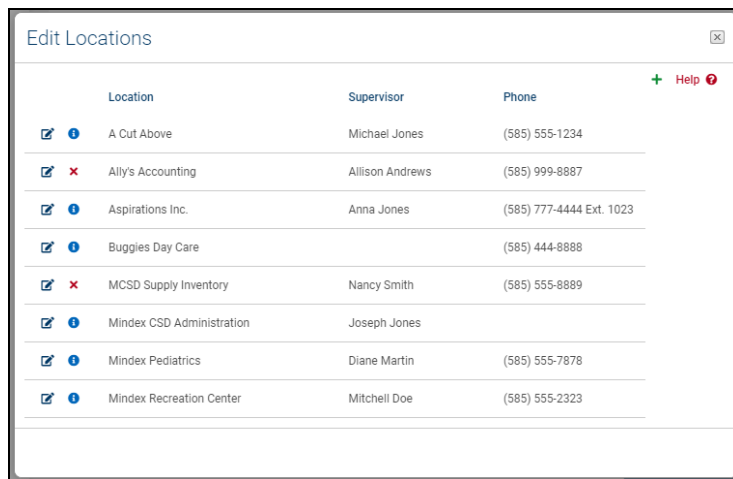 Edit Locations
Help
Location Supervisor Phone
A Cut Above Michael Jones (585) 555-1234
Ally's Accounting Allison Andrews (585) 999-8887
Aspirations Inc. Anna Jones (585) 777-4444 Ext. 1023
Buggies Day Care (585) 444-8888
MCSD Supply Inventory Nancy Smith (585) 555-8889
Mindex CSD Administration Joseph Jones
Mindex Pediatrics Diane Martin (585) 555-7878
Mindex Recreation Center Mitchell Doe (585) 555-2323